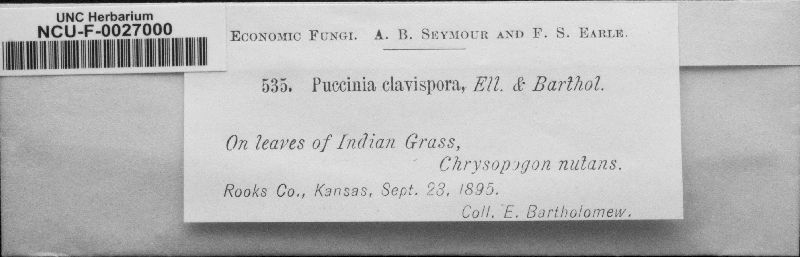 UNC Herbarium
NCU-F-0027000
Economic Fungi. A. B. Seymour and F. S. Earle.
535. Puccinia clavispora, Ell. & Barthol.
On leaves of Indian Grass,
Chrysopogon nutans.
Rooks Co., Kansas, Sept. 23, 1895.
Coll. E. Bartholomew.